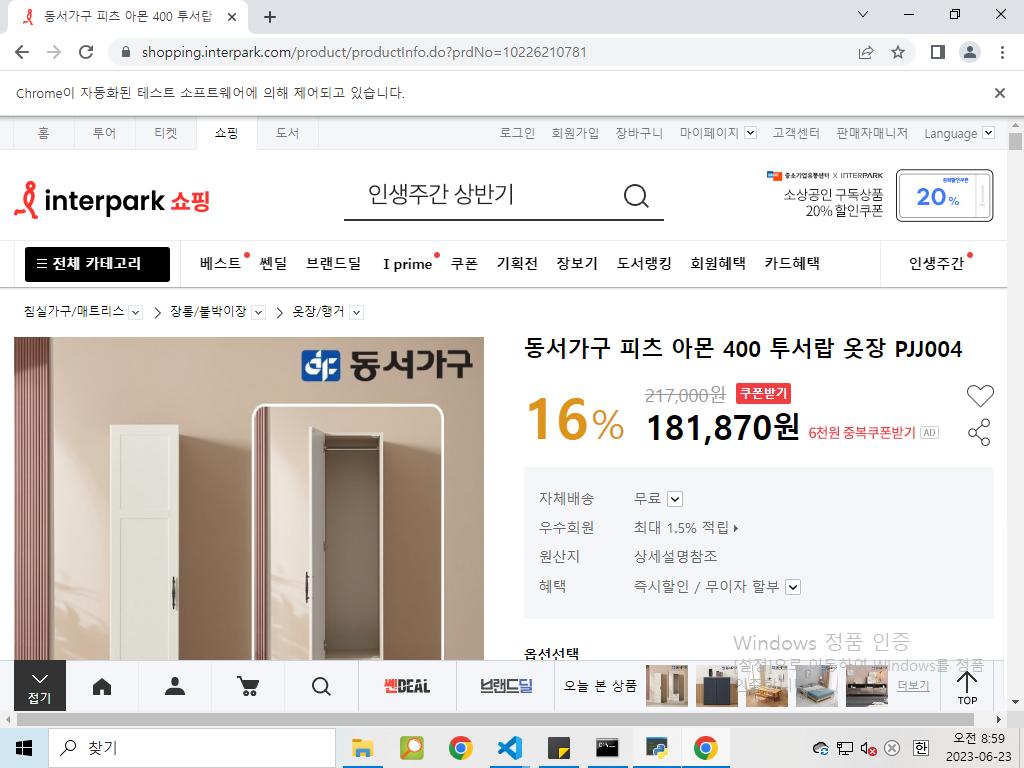 동서가구 피츠 아몬 400 투서랍
shopping.interpark.com/product/productInfo.do?prdNo=10226210781
Chrome이 자동화된 테스트 소프트웨어에 의해 제어되고 있습니다.
홈 투어 티켓 쇼핑 도서 로그인 회원가입 장바구니 마이페이지 고객센터 판매자매니저 Language
interpark 쇼핑
인생주간 상반기
중소기업유통센터 X INTERPARK
소상공인 구독상품
20% 할인쿠폰
20%
전체 카테고리 베스트 쎈딜 브랜드딜 I prime 쿠폰 기획전 장보기 도서랭킹 회원혜택 카드혜택 인생주간
침실가구/매트리스 > 장롱/붙박이장 > 옷장/행거
동서가구
동서가구 피츠 아몬 400 투서랍 옷장 PJJ004
16%
217,000원 쿠폰받기
181,870원 6천원 중복쿠폰받기 AD
자체배송 무료
우수회원 최대 1.5% 적립
원산지 상세설명참조
혜택 즉시할인 / 무이자 할부
옵션선택
Windows 정품 인증
[설정]으로 이동하여 Windows를 정품
접기
쎈DEAL
브랜드딜
오늘 본 상품
더보기
TOP
찾기
한
오전 8:59
2023-06-23